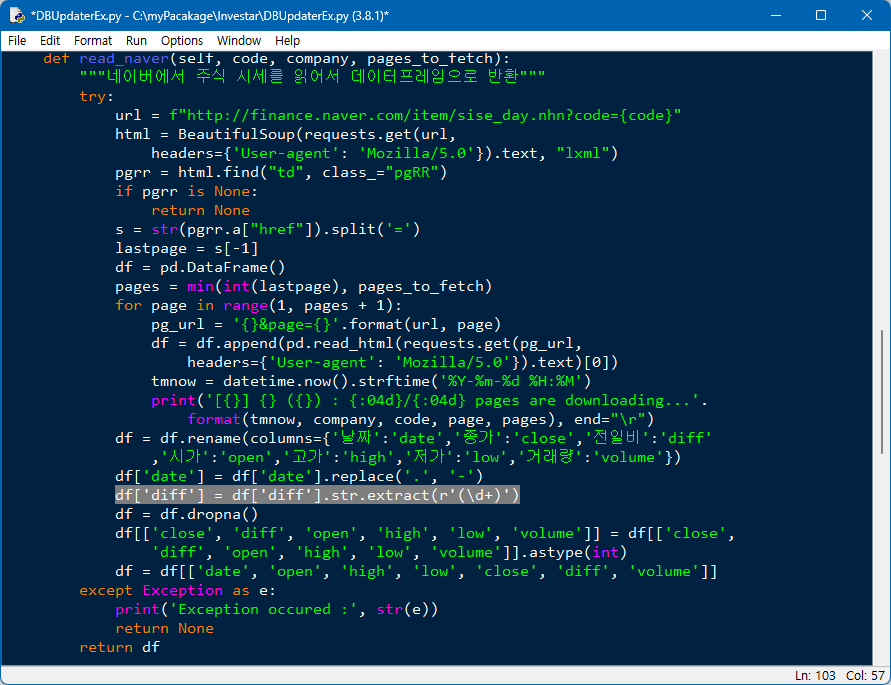 *DBUpdaterEx.py - C:\myPacakage\Investar\DBUpdaterEx.py (3.8.1)*
File Edit Format Run Options Window Help
def read_naver(self, code, company, pages_to_fetch):
"""네이버에서 주식 시세를 읽어서 데이터프레임으로 반환"""
try:
url = f"http://finance.naver.com/item/sise_day.nhn?code={code}"
html = BeautifulSoup(requests.get(url,
headers={'User-agent': 'Mozilla/5.0'}).text, "lxml")
pgrr = html.find("td", class_="pgRR")
if pgrr is None:
return None
s = str(pgrr.a["href"]).split('=')
lastpage = s[-1]
df = pd.DataFrame()
pages = min(int(lastpage), pages_to_fetch)
for page in range(1, pages + 1):
pg_url = '{}&page={}'.format(url, page)
df = df.append(pd.read_html(requests.get(pg_url,
headers={'User-agent': 'Mozilla/5.0'}).text)[0])
tmnow = datetime.now().strftime('%Y-%m-%d %H:%M')
print('[{}] {} ({}) : {:04d}/{:04d} pages are downloading...'.
format(tmnow, company, code, page, pages), end="\r")
df = df.rename(columns={'날짜':'date','종가':'close','전일비':'diff'
,'시가':'open','고가':'high','저가':'low','거래량':'volume'})
df['date'] = df['date'].replace('.', '-')
df['diff'] = df['diff'].str.extract(r'(\d+)')
df = df.dropna()
df[['close', 'diff', 'open', 'high', 'low', 'volume']] = df[['close',
'diff', 'open', 'high', 'low', 'volume']].astype(int)
df = df[['date', 'open', 'high', 'low', 'close', 'diff', 'volume']]
except Exception as e:
print('Exception occured :', str(e))
return None
return df
Ln: 103 Col: 57